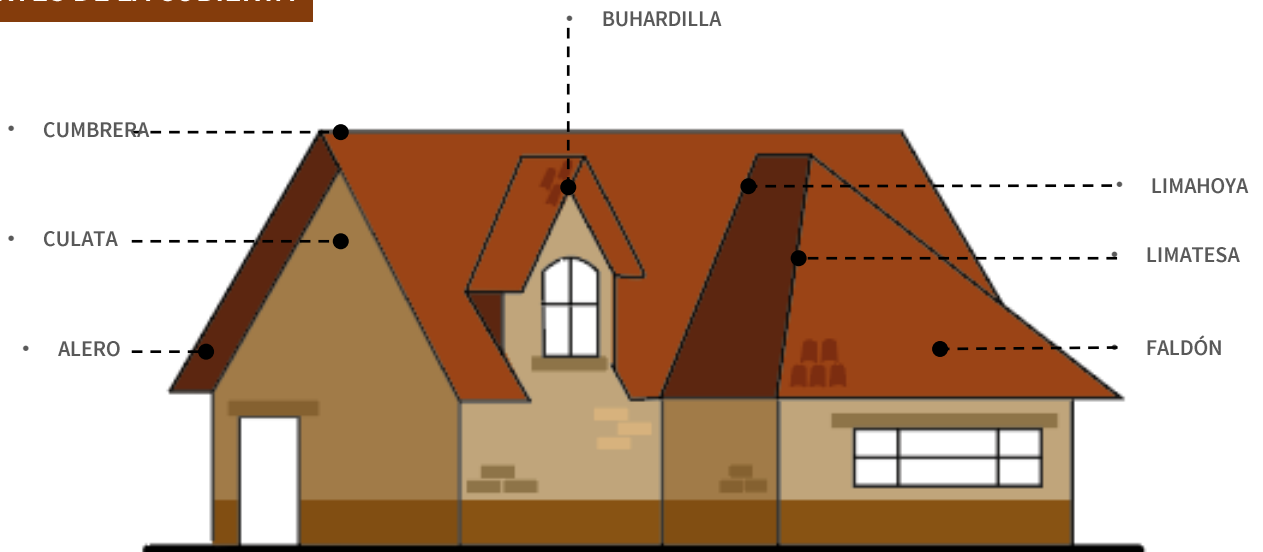 • BUHARDILLA
• CUMBRERA
• LIMAHOYA
• CULATA
• LIMATESA
• ALERO
• FALDÓN